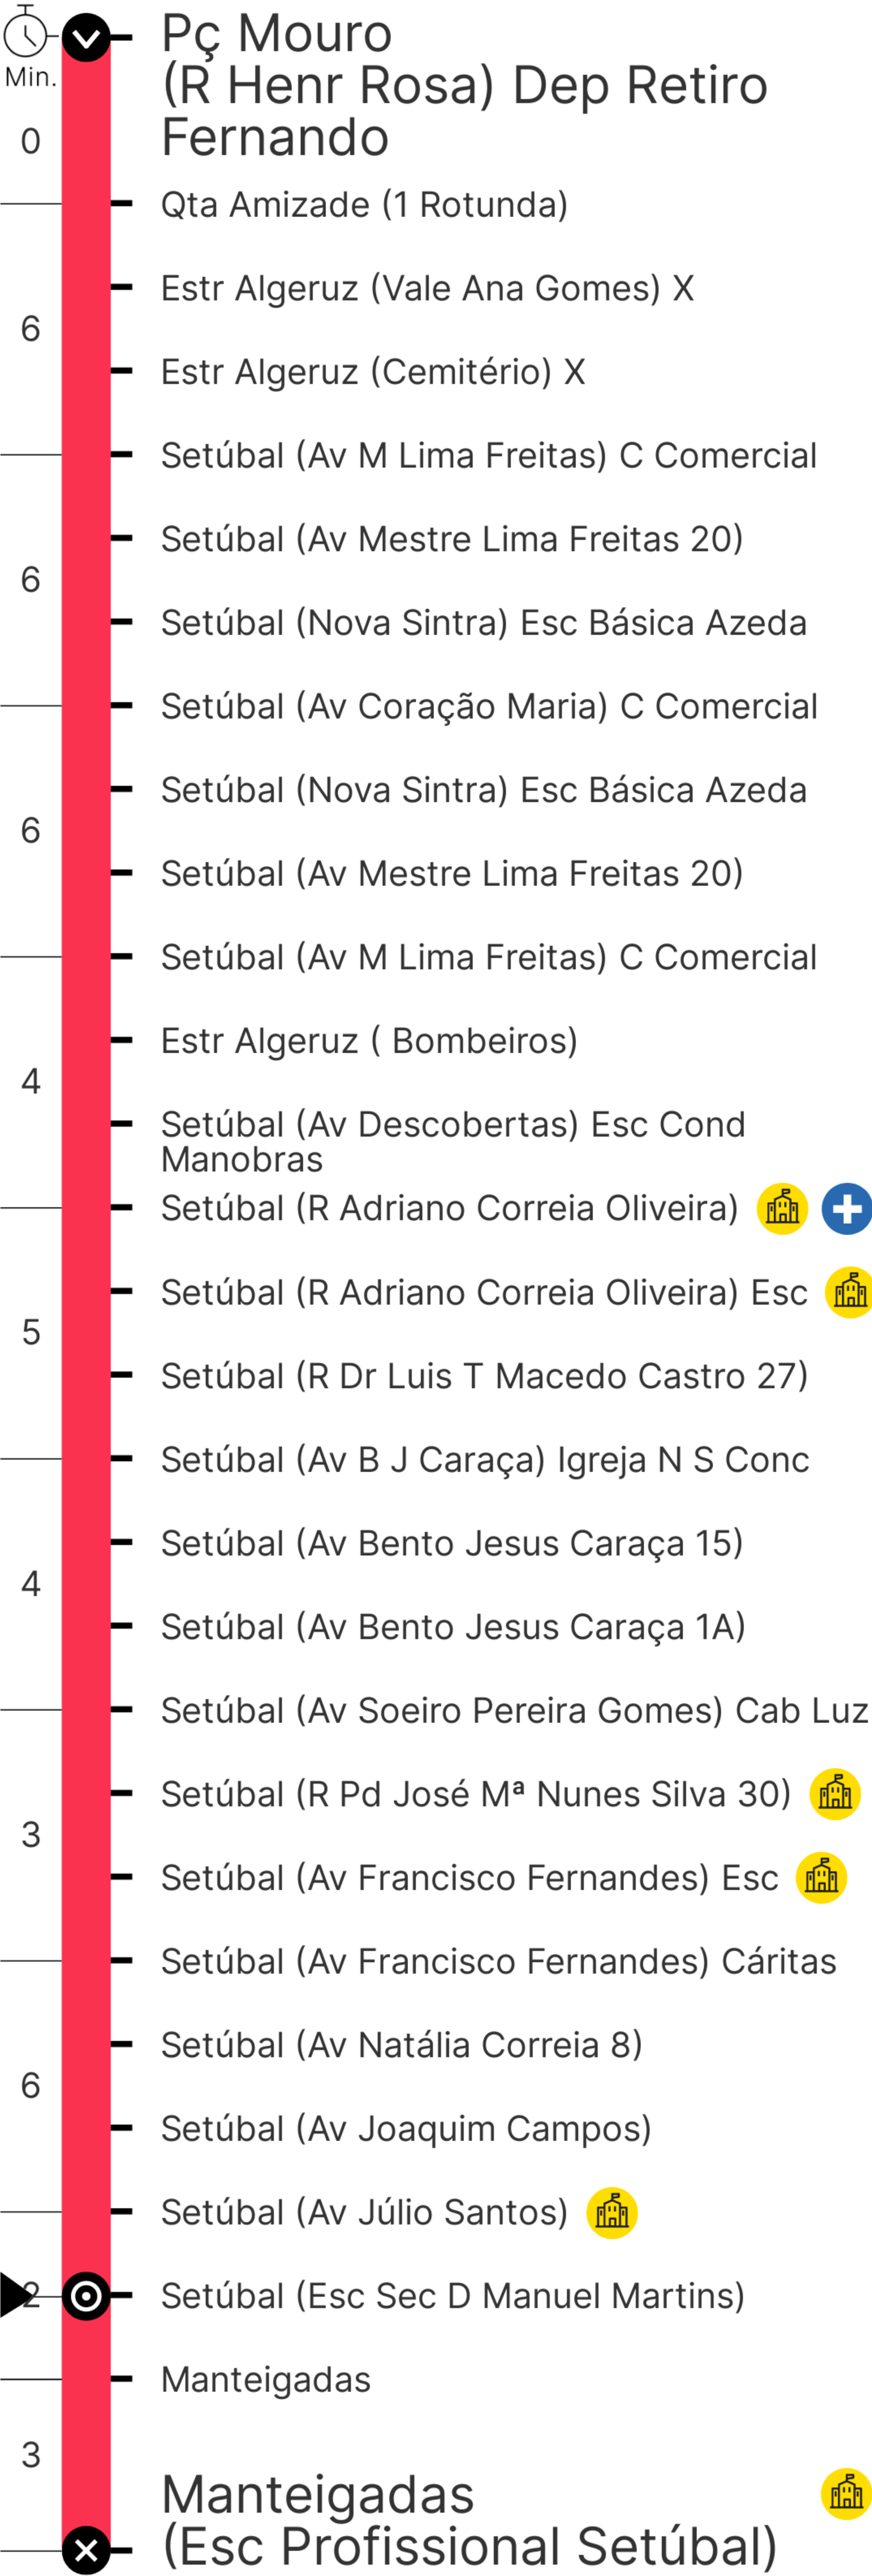 Pç Mouro
(R Henr Rosa) Dep Retiro
Fernando
Min.
0
Qta Amizade (1 Rotunda)
Estr Algeruz (Vale Ana Gomes) X
6
Estr Algeruz (Cemitério) X
Setúbal (Av M Lima Freitas) C Comercial
Setúbal (Av Mestre Lima Freitas 20)
6
Setúbal (Nova Sintra) Esc Básica Azeda
Setúbal (Av Coração Maria) C Comercial
Setúbal (Nova Sintra) Esc Básica Azeda
6
Setúbal (Av Mestre Lima Freitas 20)
Setúbal (Av M Lima Freitas) C Comercial
Estr Algeruz ( Bombeiros)
4
Setúbal (Av Descobertas) Esc Cond
Manobras
Setúbal (R Adriano Correia Oliveira)
Setúbal (R Adriano Correia Oliveira) Esc
5
Setúbal (R Dr Luis T Macedo Castro 27)
Setúbal (Av B J Caraça) Igreja N S Conc
Setúbal (Av Bento Jesus Caraça 15)
4
Setúbal (Av Bento Jesus Caraça 1A)
Setúbal (Av Soeiro Pereira Gomes) Cab Luz
Setúbal (R Pd José Mª Nunes Silva 30)
3
Setúbal (Av Francisco Fernandes) Esc
Setúbal (Av Francisco Fernandes) Cáritas
Setúbal (Av Natália Correia 8)
6
Setúbal (Av Joaquim Campos)
Setúbal (Av Júlio Santos)
2
Setúbal (Esc Sec D Manuel Martins)
Manteigadas
3
Manteigadas
(Esc Profissional Setúbal)